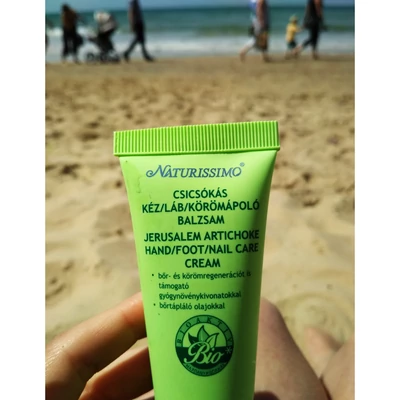 NATURISSIMO®
CSICSÓKÁS
KÉZ/LÁB/KÖRÖMÁPOLÓ
BALZSAM
JERUSALEM ARTICHOKE
HAND/FOOT/NAIL CARE
CREAM
• bőr- és körömregenerációt is
támogató
gyógynövénykivonatokkal
• bőrtápláló olajokkal
Bio